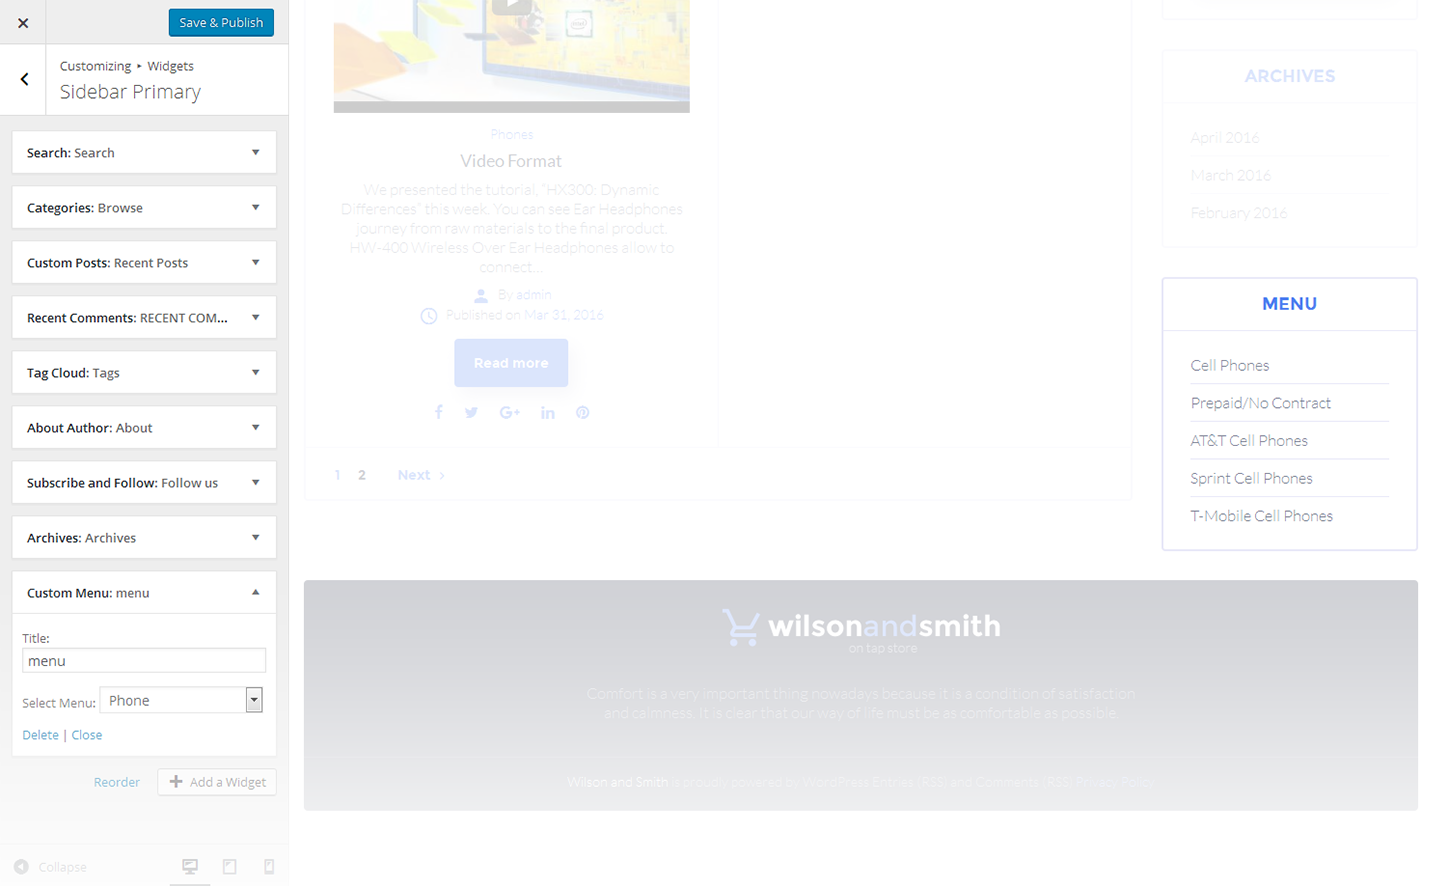 Save & Publish
Customizing ▸ Widgets
Sidebar Primary
Search: Search
Categories: Browse
Custom Posts: Recent Posts
Recent Comments: RECENT COM...
Tag Cloud: Tags
About Author: About
Subscribe and Follow: Follow us
Archives: Archives
Custom Menu: menu
Title:
menu
Select Menu: Phone
Delete | Close
Reorder
Add a Widget
Collapse
Phones
Video Format
We presented the tutorial, "HX300: Dynamic
Differences" this week. You can see Ear Headphones
journey from raw materials to the final product.
HW-400 Wireless Over Ear Headphones allow to
connect...
By admin
Published on Mar 31, 2016
Read more
1 2 Next ›
ARCHIVES
April 2016
March 2016
February 2016
MENU
Cell Phones
Prepaid/No Contract
AT&T Cell Phones
Sprint Cell Phones
T-Mobile Cell Phones
wilsonandsmith
on tap store
Comfort is a very important thing nowadays because it is a condition of satisfaction
and calmness. It is clear that our way of life must be as comfortable as possible.
Wilson and Smith is proudly powered by WordPress Entries (RSS) and Comments (RSS) Privacy Policy